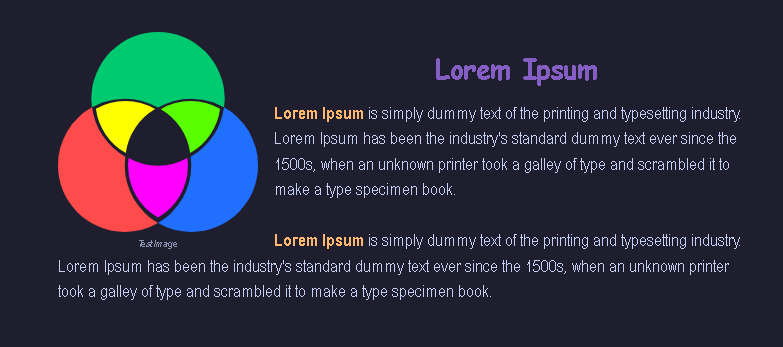 Lorem Ipsum
Lorem Ipsum is simply dummy text of the printing and typesetting industry.
Lorem Ipsum has been the industry's standard dummy text ever since the
1500s, when an unknown printer took a galley of type and scrambled it to
make a type specimen book.
Test Image
Lorem Ipsum is simply dummy text of the printing and typesetting industry.
Lorem Ipsum has been the industry's standard dummy text ever since the 1500s, when an unknown printer
took a galley of type and scrambled it to make a type specimen book.